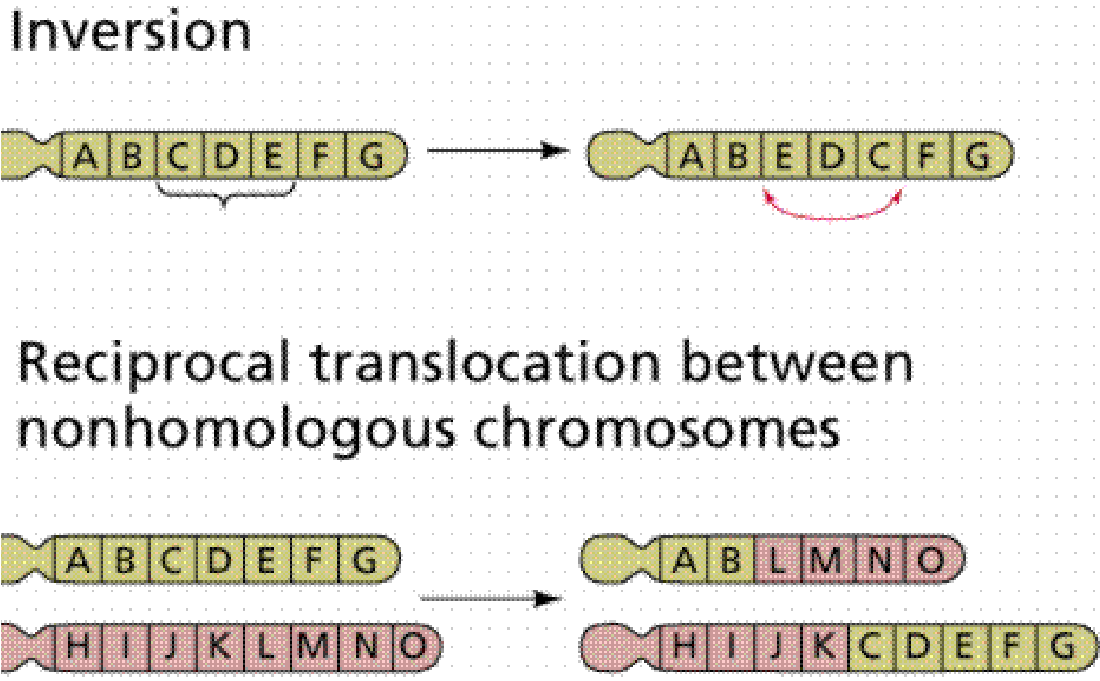 Inversion
A B C D E F G A B E D C F G
Reciprocal translocation between
nonhomologous chromosomes
A B C D E F G A B L M N O
H I J K L M N O H I J K C D E F G